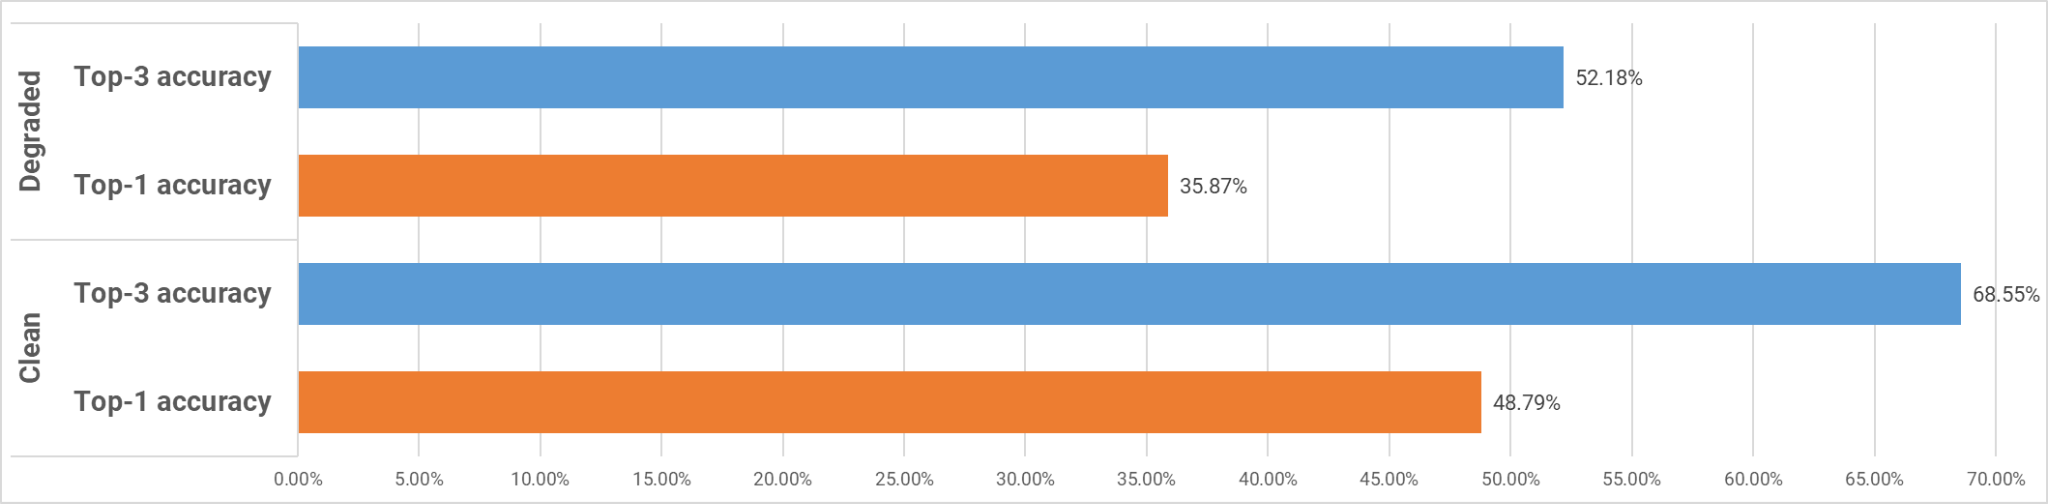 Degraded
Top-3 accuracy
52.18%
Top-1 accuracy
35.87%
Clean
Top-3 accuracy
68.55%
Top-1 accuracy
48.79%
0.00% 5.00% 10.00% 15.00% 20.00% 25.00% 30.00% 35.00% 40.00% 45.00% 50.00% 55.00% 60.00% 65.00% 70.00%